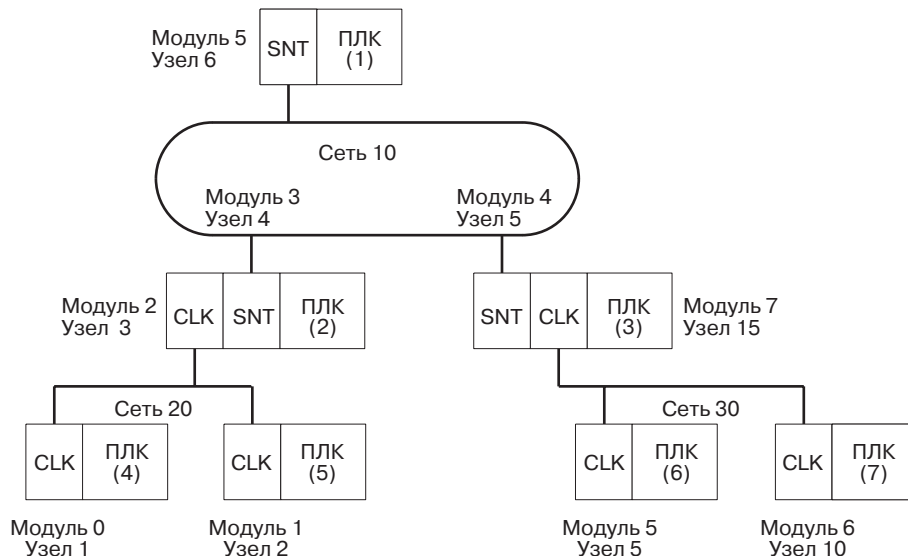 Модуль 5
Узел 6
SNT
ПЛК
(1)
Сеть 10
Модуль 3
Узел 4
Модуль 4
Узел 5
Модуль 2
Узел 3
CLK
SNT
ПЛК
(2)
SNT
CLK
ПЛК
(3)
Модуль 7
Узел 15
Сеть 20
Сеть 30
CLK
ПЛК
(4)
CLK
ПЛК
(5)
CLK
ПЛК
(6)
CLK
ПЛК
(7)
Модуль 0
Узел 1
Модуль 1
Узел 2
Модуль 5
Узел 5
Модуль 6
Узел 10